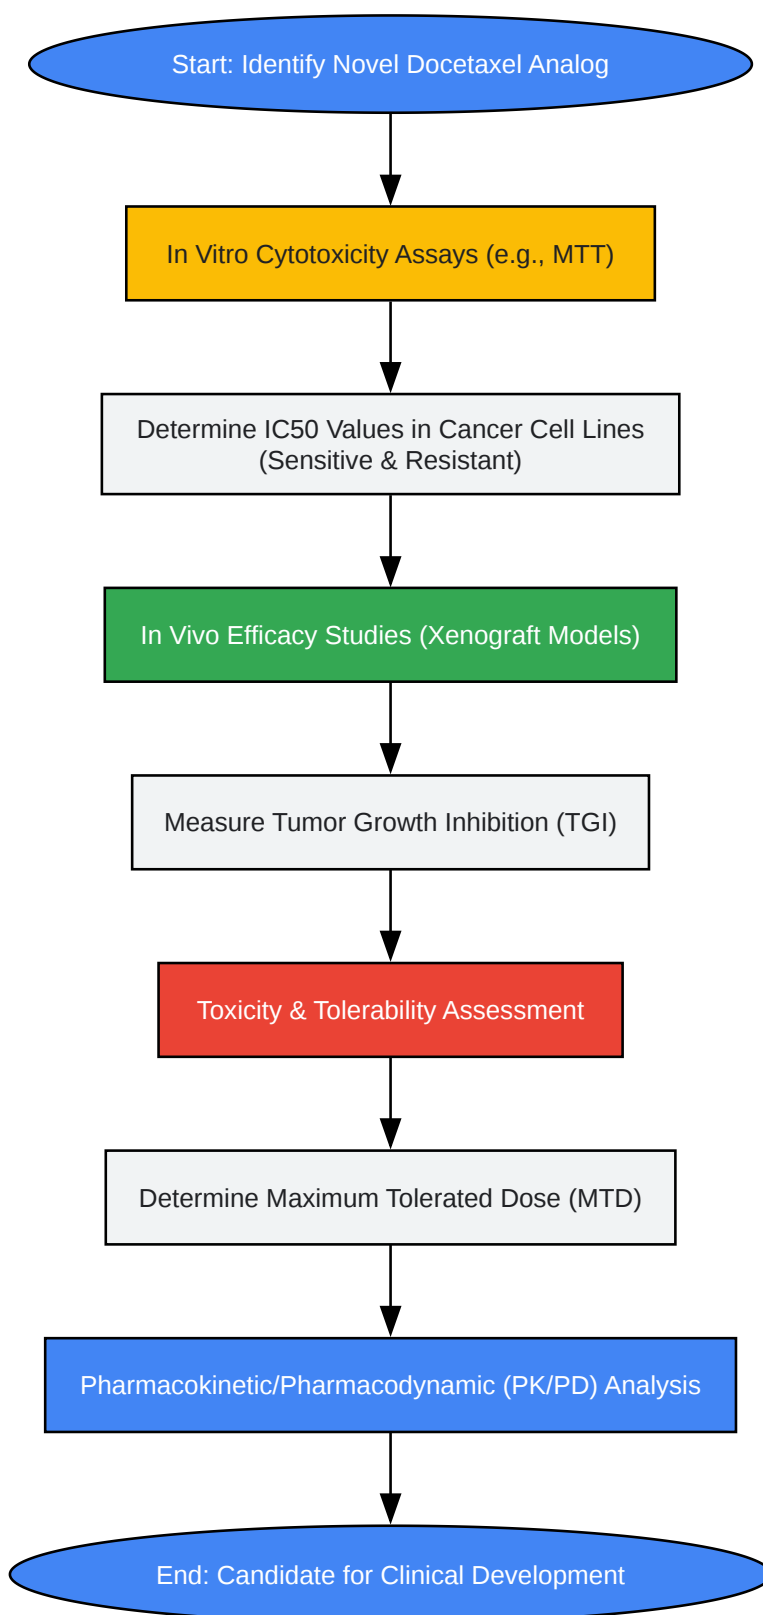 Start: Identify Novel Docetaxel Analog
In Vitro Cytotoxicity Assays (e.g., MTT)
Determine IC50 Values in Cancer Cell Lines
(Sensitive & Resistant)
In Vivo Efficacy Studies (Xenograft Models)
Measure Tumor Growth Inhibition (TGI)
Toxicity & Tolerability Assessment
Determine Maximum Tolerated Dose (MTD)
Pharmacokinetic/Pharmacodynamic (PK/PD) Analysis
End: Candidate for Clinical Development